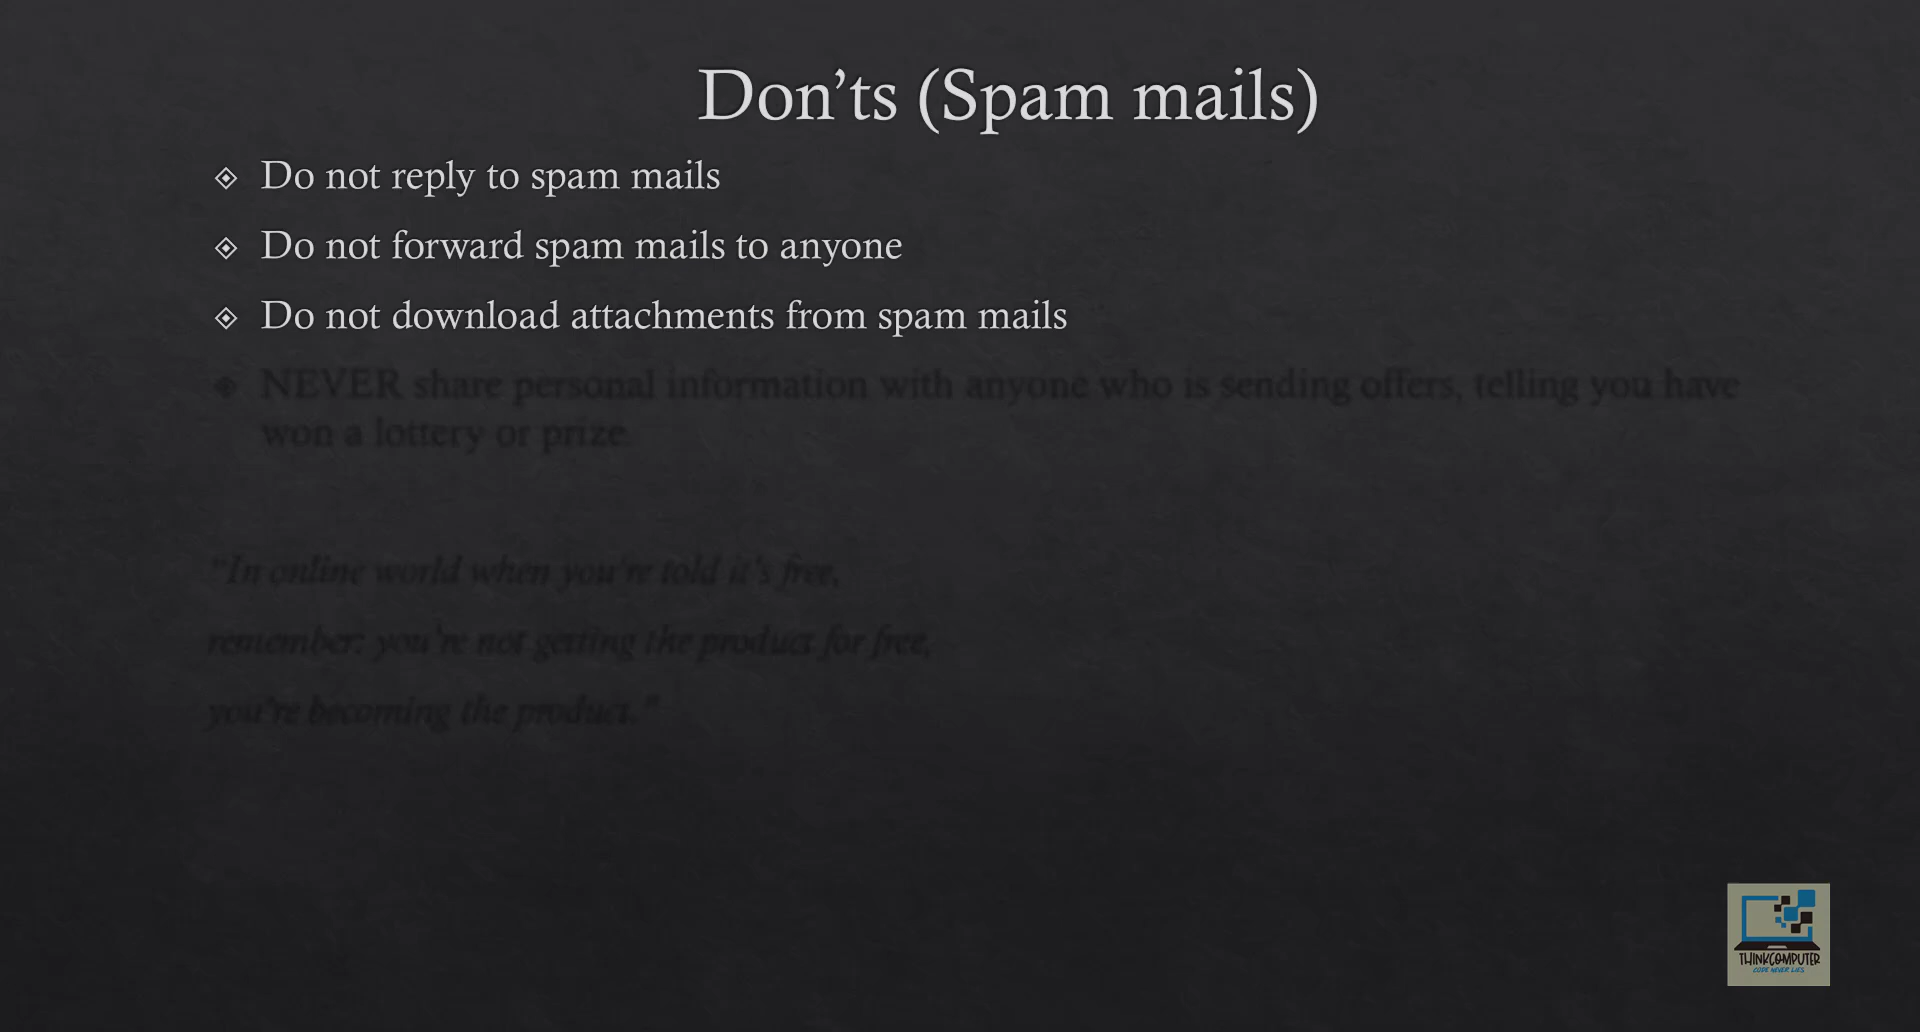 Don’ts (Spam mails)
Do not reply to spam mails
Do not forward spam mails to anyone
Do not download attachments from spam mails
NEVER share personal information with anyone who is sending offers, telling you have
won a lottery or prize.
"In online world when you're told it's free,
remember: you're not getting the product for free,
you're becoming the product."
THINKCOMPUTER
CODE NEVER LIES